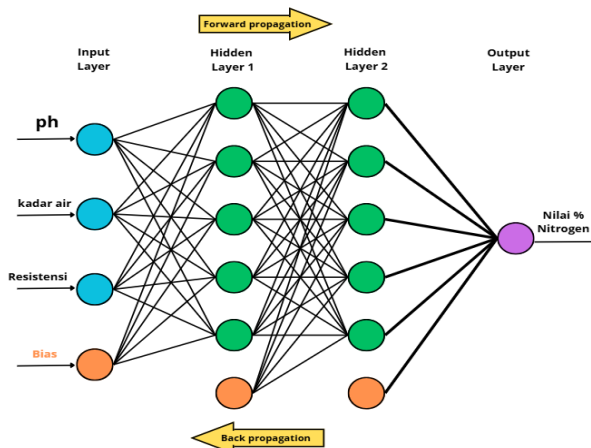 Forward propagation
Input
Layer
Hidden
Layer 1
Hidden
Layer 2
Output
Layer
ph
kadar air
Resistensi
Bias
Nilai %
Nitrogen
Back propagation